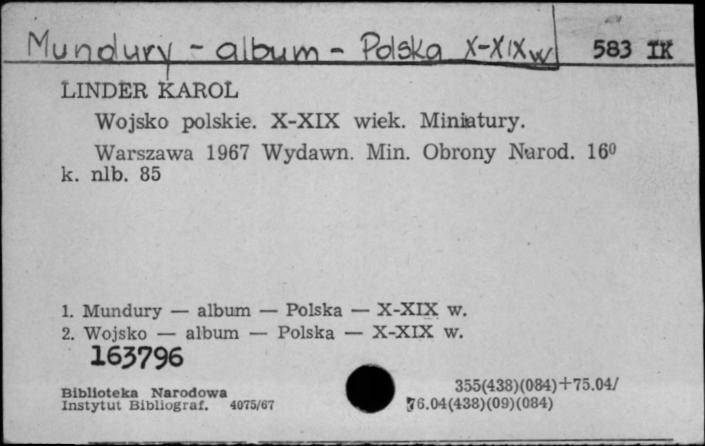 Mundury - album - Polska X-XIX w 583 IK
LINDER KAROL
Wojsko polskie. X-XIX wiek. Miniatury.
Warszawa 1967 Wydawn. Min. Obrony Narod. 16⁰
k. nlb. 85
1. Mundury — album — Polska — X-XIX w.
2. Wojsko — album — Polska — X-XIX w.
163796
355(438)(084)+75.04/
Biblioteka Narodowa
Instytut Bibliograf. 4075/67 76.04(438)(09)(084)